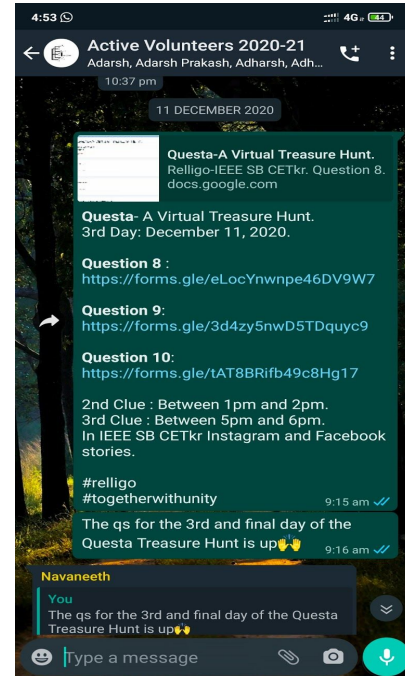 4:53
4G
44
Active Volunteers 2020-21
Adarsh, Adarsh Prakash, Adharsh, Adh...
10:37 pm
11 DECEMBER 2020
Questa-A Virtual Treasure Hunt.
Relligo-IEEE SB CETkr. Question 8.
docs.google.com
Questa- A Virtual Treasure Hunt.
3rd Day: December 11, 2020.
Question 8 :
https://forms.gle/eLocYnwnpe46DV9W7
Question 9:
https://forms.gle/3d4zy5nwD5TDquyc9
Question 10:
https://forms.gle/tAT8BRifb49c8Hg17
2nd Clue : Between 1pm and 2pm.
3rd Clue : Between 5pm and 6pm.
In IEEE SB CETkr Instagram and Facebook
stories.
#relligo
#togetherwithunity
9:15 am
The qs for the 3rd and final day of the
Questa Treasure Hunt is up🙌
9:16 am
Navaneeth
You
The qs for the 3rd and final day of the Questa
Treasure Hunt is up🙌
Type a message